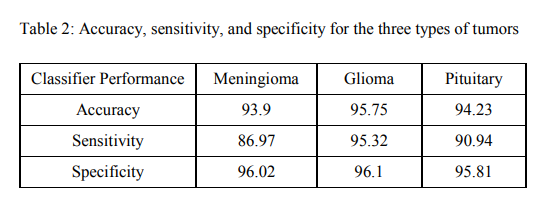 Table 2: Accuracy, sensitivity, and specificity for the three types of tumors
Classifier Performance Meningioma Glioma Pituitary
Accuracy 93.9 95.75 94.23
Sensitivity 86.97 95.32 90.94
Specificity 96.02 96.1 95.81